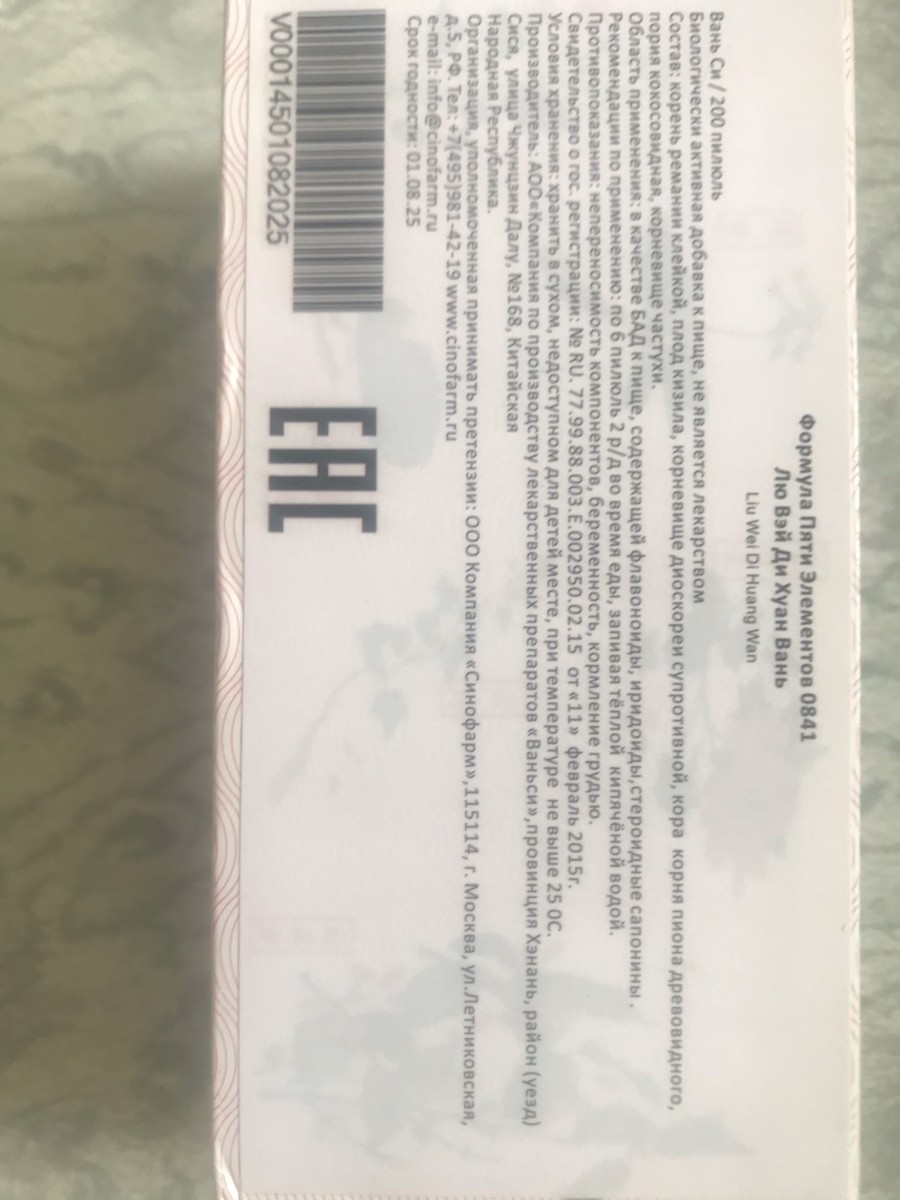 Формула Пяти Элементов 0841
Лю Вэй Ди Хуан Вань
Liu Wei Di Huang Wan
Вань Си / 200 пилюль
Биологически активная добавка к пище, не является лекарством
Состав: корень ремании клейкой, плод кизила, корневище диоскореи супротивной, кора корня пиона древовидного,
пория кокосовидная, корневище частухи.
Область применения: в качестве БАД к пище, содержащей флавоноиды, иридоиды,стероидные сапонины.
Рекомендации по применению: по 6 пилюль 2 р/д во время еды, запивая тёплой кипячёной водой.
Противопоказания: непереносимость компонентов, беременность, кормление грудью.
Свидетельство о гос. регистрации: № RU. 77.99.88.003.Е.002950.02.15 от «11» февраль 2015г.
Условия хранения: хранить в сухом, недоступном для детей месте, при температуре не выше 25 0С.
Производитель: АОО«Компания по производству лекарственных препаратов «Ваньси»,провинция Хэнань, район (уезд)
Сися, улица Чжунцзин Далу, №168, Китайская
Народная Республика.
Организация, уполномоченная принимать претензии: ООО Компания «Синофарм»,115114, г. Москва, ул.Летниковская,
д.5, РФ. Тел: +7(495)981-42-19 www.cinofarm.ru
e-mail: info@cinofarm.ru
Срок годности: 01.08.25
V00014501082025
EAC